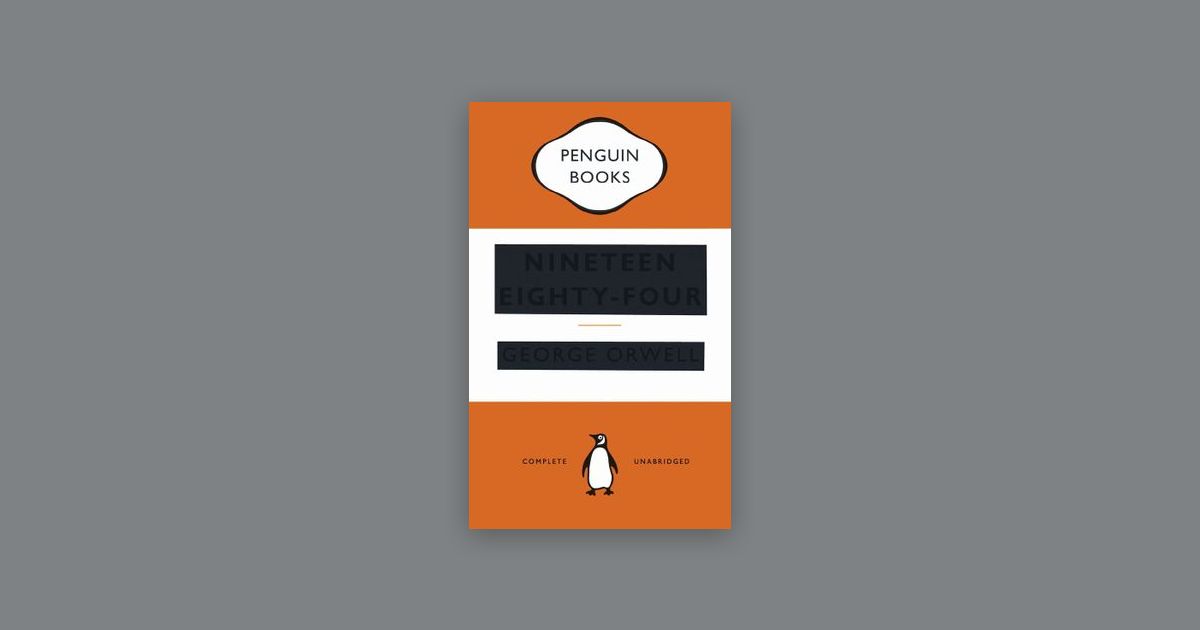 PENGUIN
BOOKS
NINETEEN
EIGHTY-FOUR
GEORGE ORWELL
COMPLETE
UNABRIDGED